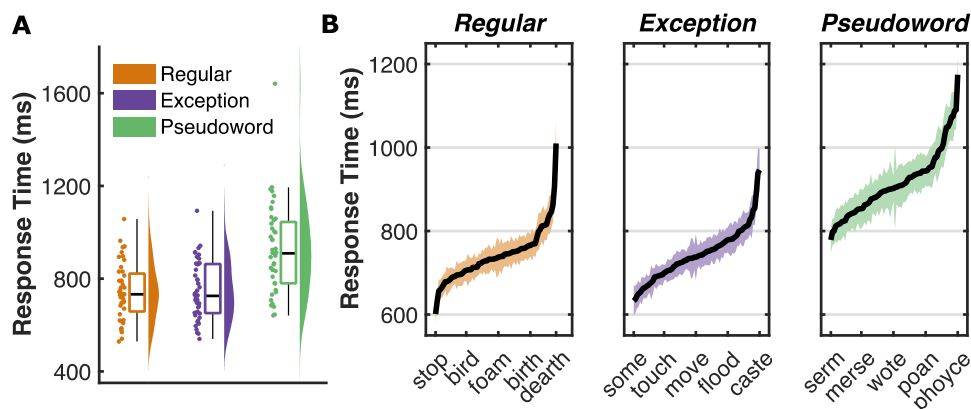 A
Response Time (ms)
1600
1200
800
400
Regular
Exception
Pseudoword
B
Response Time (ms)
1200
1000
800
600
Regular
stop
bird
foam
birth
dearth
Exception
some
touch
move
flood
caste
Pseudoword
serm
merse
wote
poan
phoyce